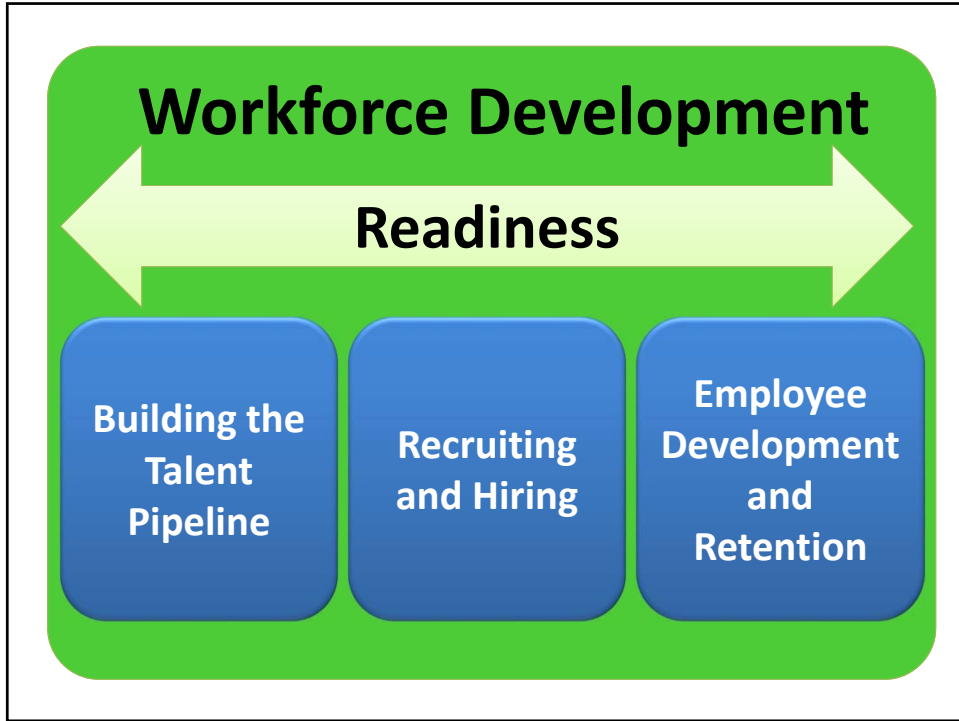 Workforce Development
Readiness
Building the
Talent
Pipeline
Recruiting
and Hiring
Employee
Development
and
Retention